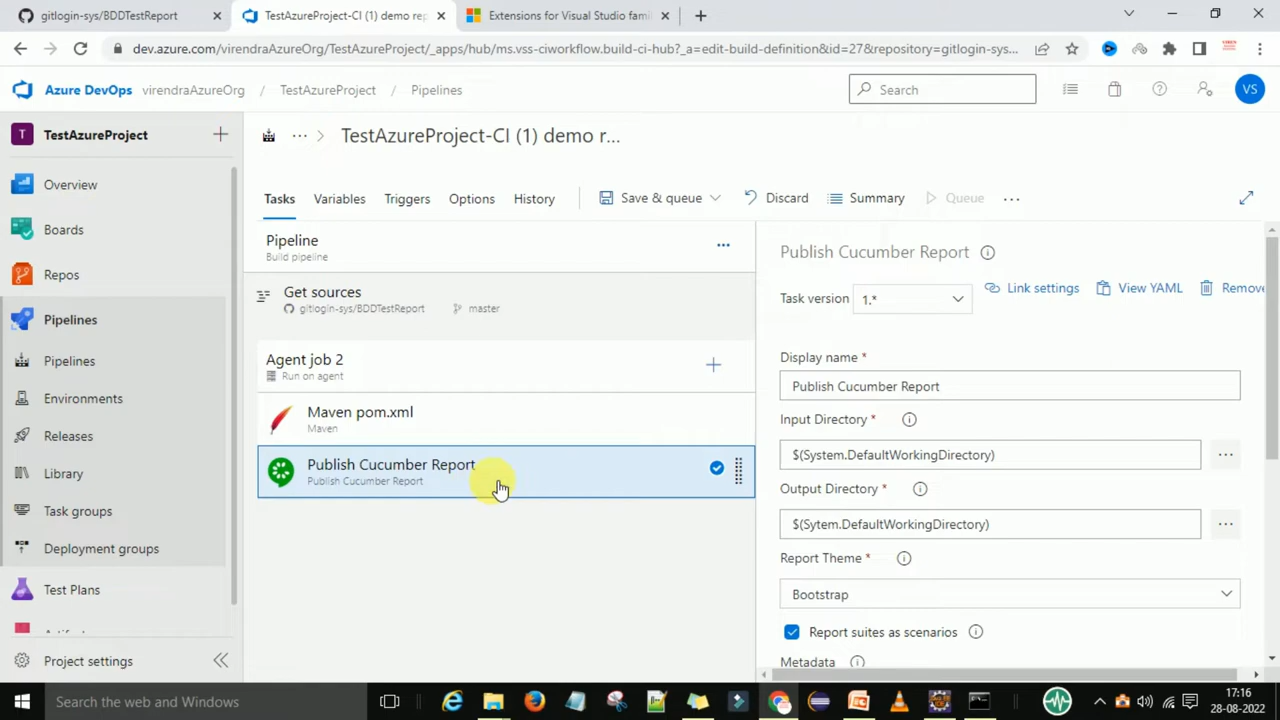 gitlogin-sys/BDDTestReport
TestAzureProject-CI (1) demo rep
Extensions for Visual Studio fami
dev.azure.com/virendraAzureOrg/TestAzureProject/_apps/hub/ms.vss-ciworkflow.build-ci-hub?_a=edit-build-definition&id=27&repository=gitlogin-sys...
Azure DevOps
virendraAzureOrg / TestAzureProject / Pipelines
Search
VS
T TestAzureProject
TestAzureProject-CI (1) demo r...
Overview
Boards
Repos
Pipelines
Pipelines
Environments
Releases
Library
Task groups
Deployment groups
Test Plans
Project settings
Tasks Variables Triggers Options History Save & queue Discard Summary Queue
Pipeline
Build pipeline
Get sources
gitlogin-sys/BDDTestReport master
Agent job 2
Run on agent
Maven pom.xml
Maven
Publish Cucumber Report
Publish Cucumber Report
Publish Cucumber Report
Task version 1.*
Link settings View YAML Remove
Display name *
Publish Cucumber Report
Input Directory *
$(System.DefaultWorkingDirectory)
Output Directory *
$(Sytem.DefaultWorkingDirectory)
Report Theme *
Bootstrap
Report suites as scenarios
Metadata
Search the web and Windows
17:16
28-08-2022